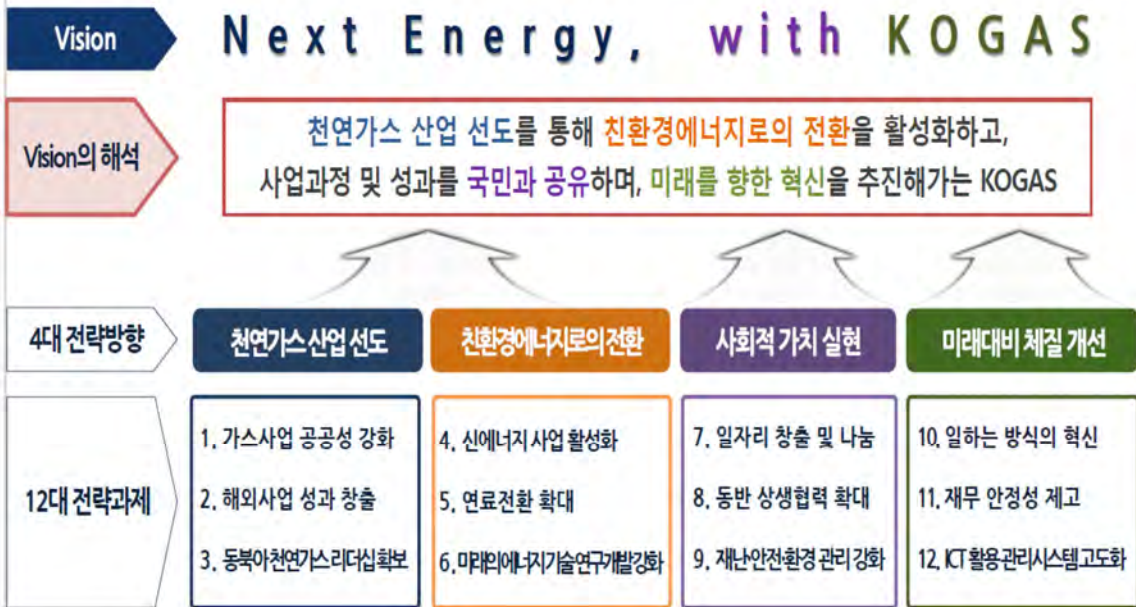 Vision
Next Energy, with KOGAS
Vision의 해석
천연가스 산업 선도를 통해 친환경에너지로의 전환을 활성화하고,
사업과정 및 성과를 국민과 공유하며, 미래를 향한 혁신을 추진해가는 KOGAS
4대 전략방향
천연가스 산업 선도
친환경에너지로의 전환
사회적 가치 실현
미래대비 체질 개선
12대 전략과제
1. 가스사업 공공성 강화
2. 해외사업 성과 창출
3. 동북아 천연가스 리더십 확보
4. 신에너지 사업 활성화
5. 연료전환 확대
6. 미래의 에너지 기술 연구개발 강화
7. 일자리 창출 및 나눔
8. 동반 상생협력 확대
9. 재난·안전·환경 관리 강화
10. 일하는 방식의 혁신
11. 재무 안정성 제고
12. ICT 활용 관리시스템 고도화